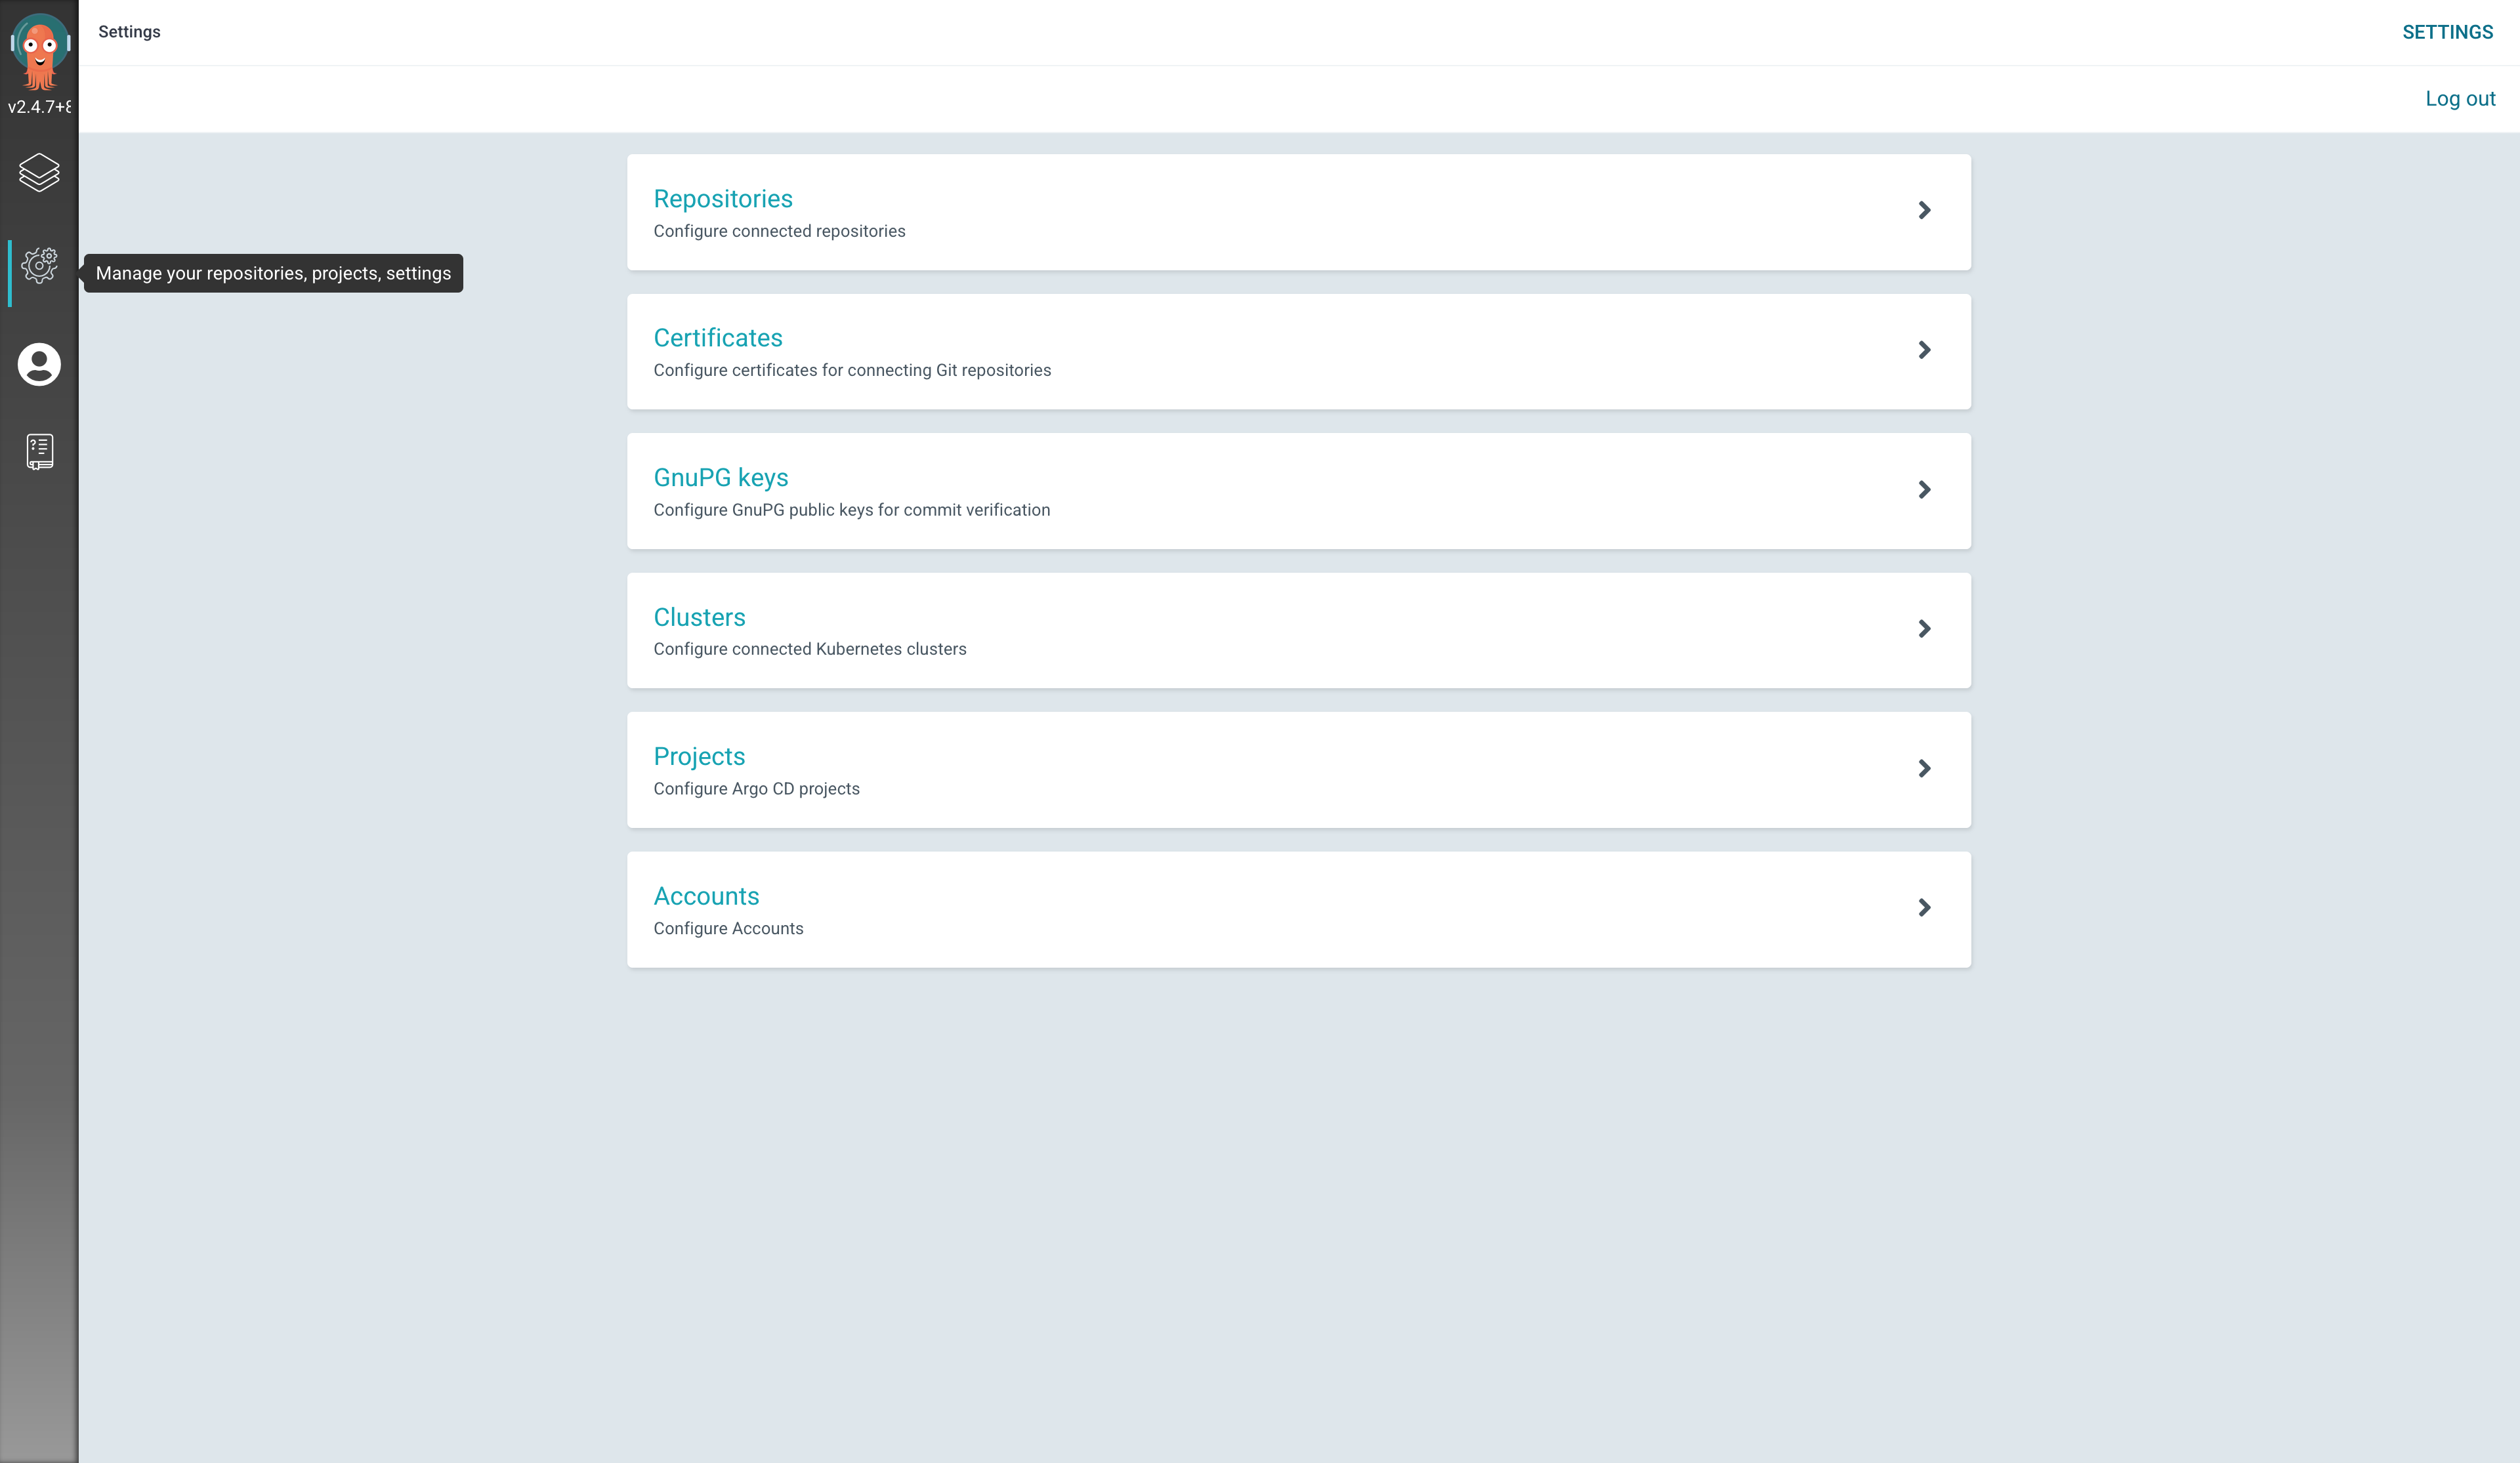 Settings
SETTINGS
v2.4.7+
Log out
Repositories
Configure connected repositories
Manage your repositories, projects, settings
Certificates
Configure certificates for connecting Git repositories
GnuPG keys
Configure GnuPG public keys for commit verification
Clusters
Configure connected Kubernetes clusters
Projects
Configure Argo CD projects
Accounts
Configure Accounts